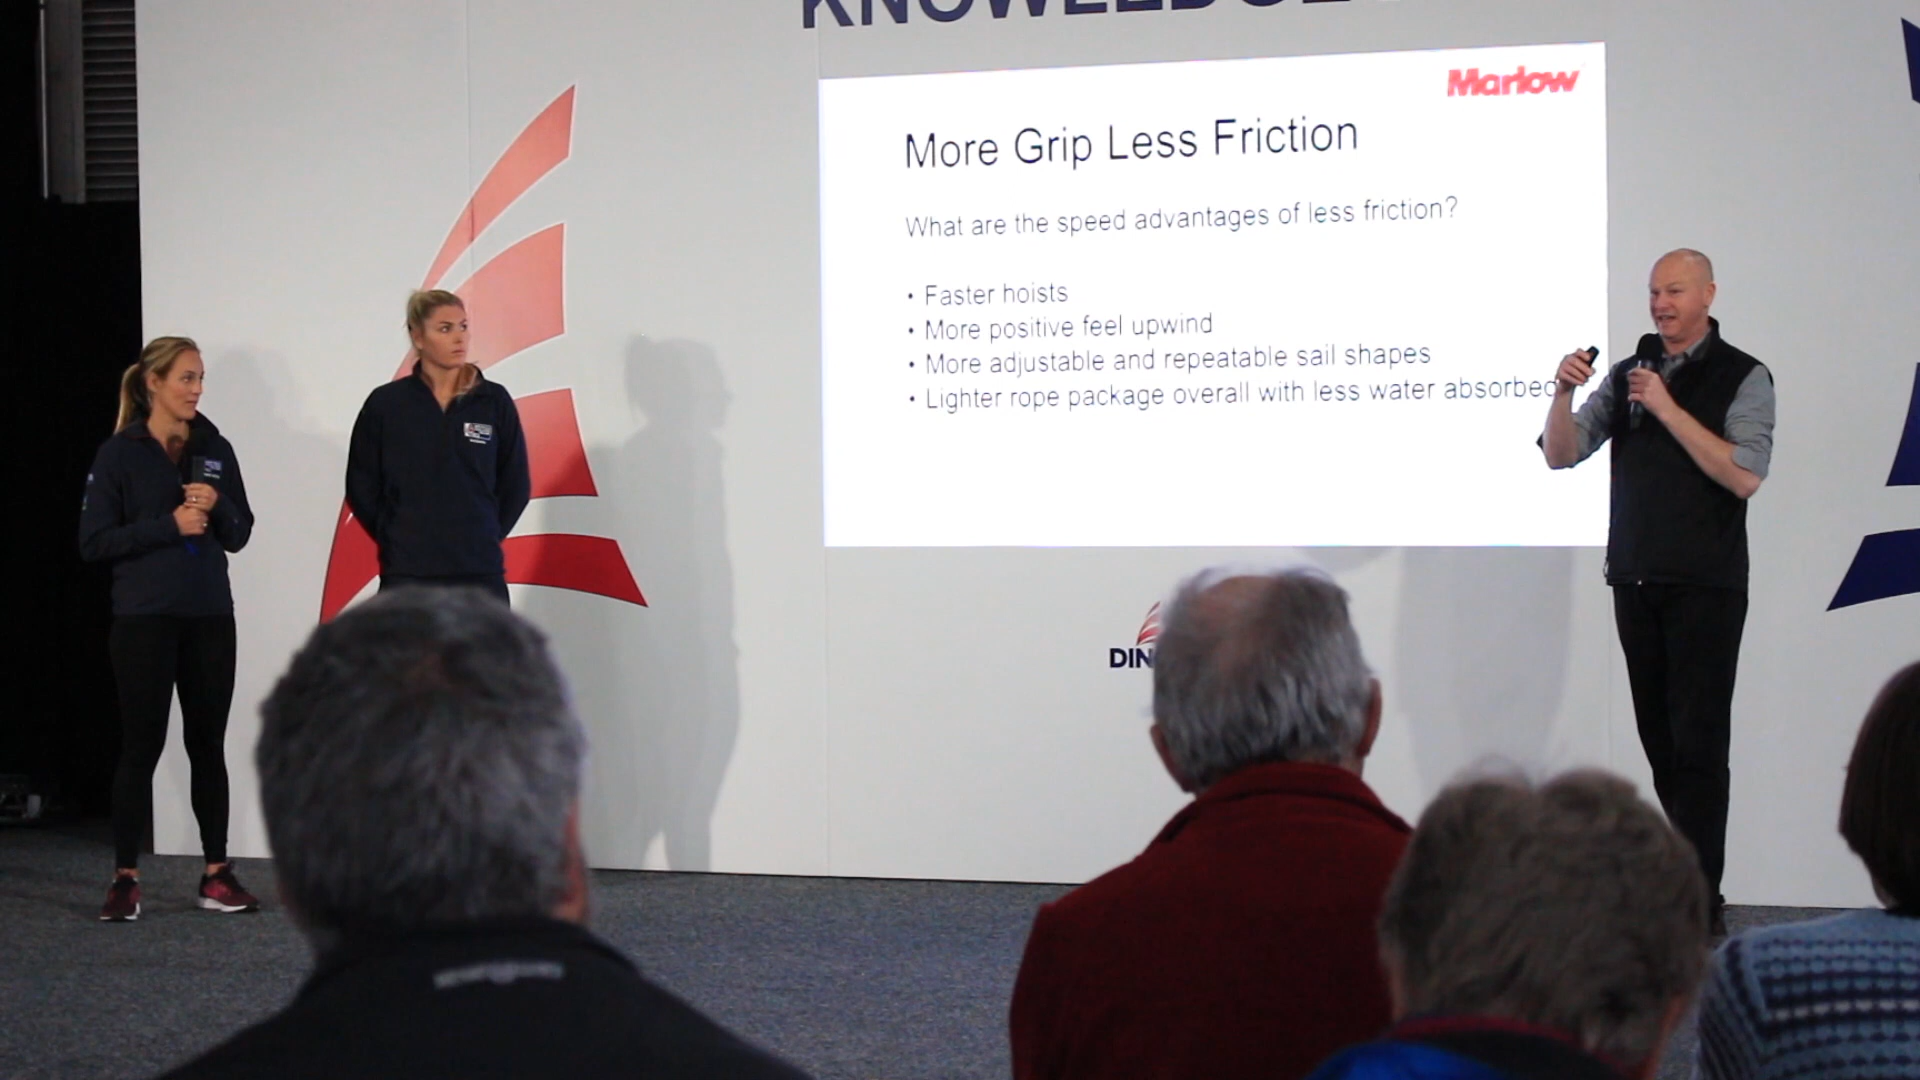 Marlow
More Grip Less Friction
What are the speed advantages of less friction?
• Faster hoists
• More positive feel upwind
• More adjustable and repeatable sail shapes
• Lighter rope package overall with less water absorbed
DIN